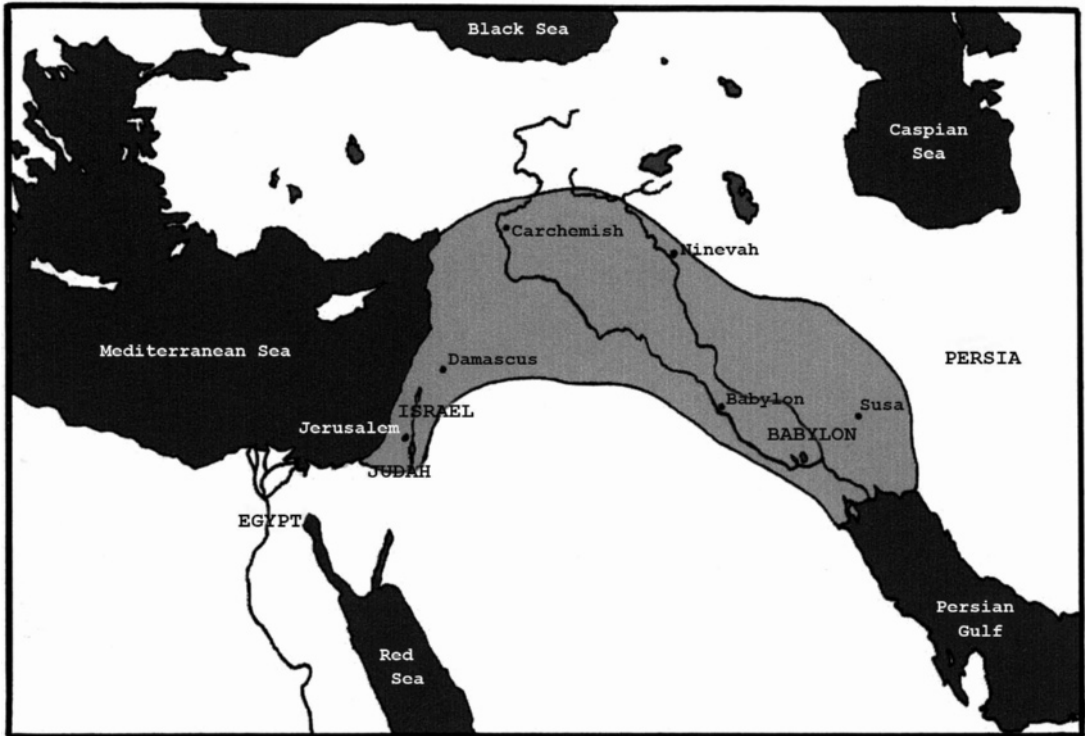 Black Sea
Caspian
Sea
Carchemish
Ninevah
Mediterranean Sea
Damascus
PERSIA
Babylon
Susa
ISRAEL
Jerusalem
BABYLON
JUDAH
EGYPT
Persian
Gulf
Red
Sea